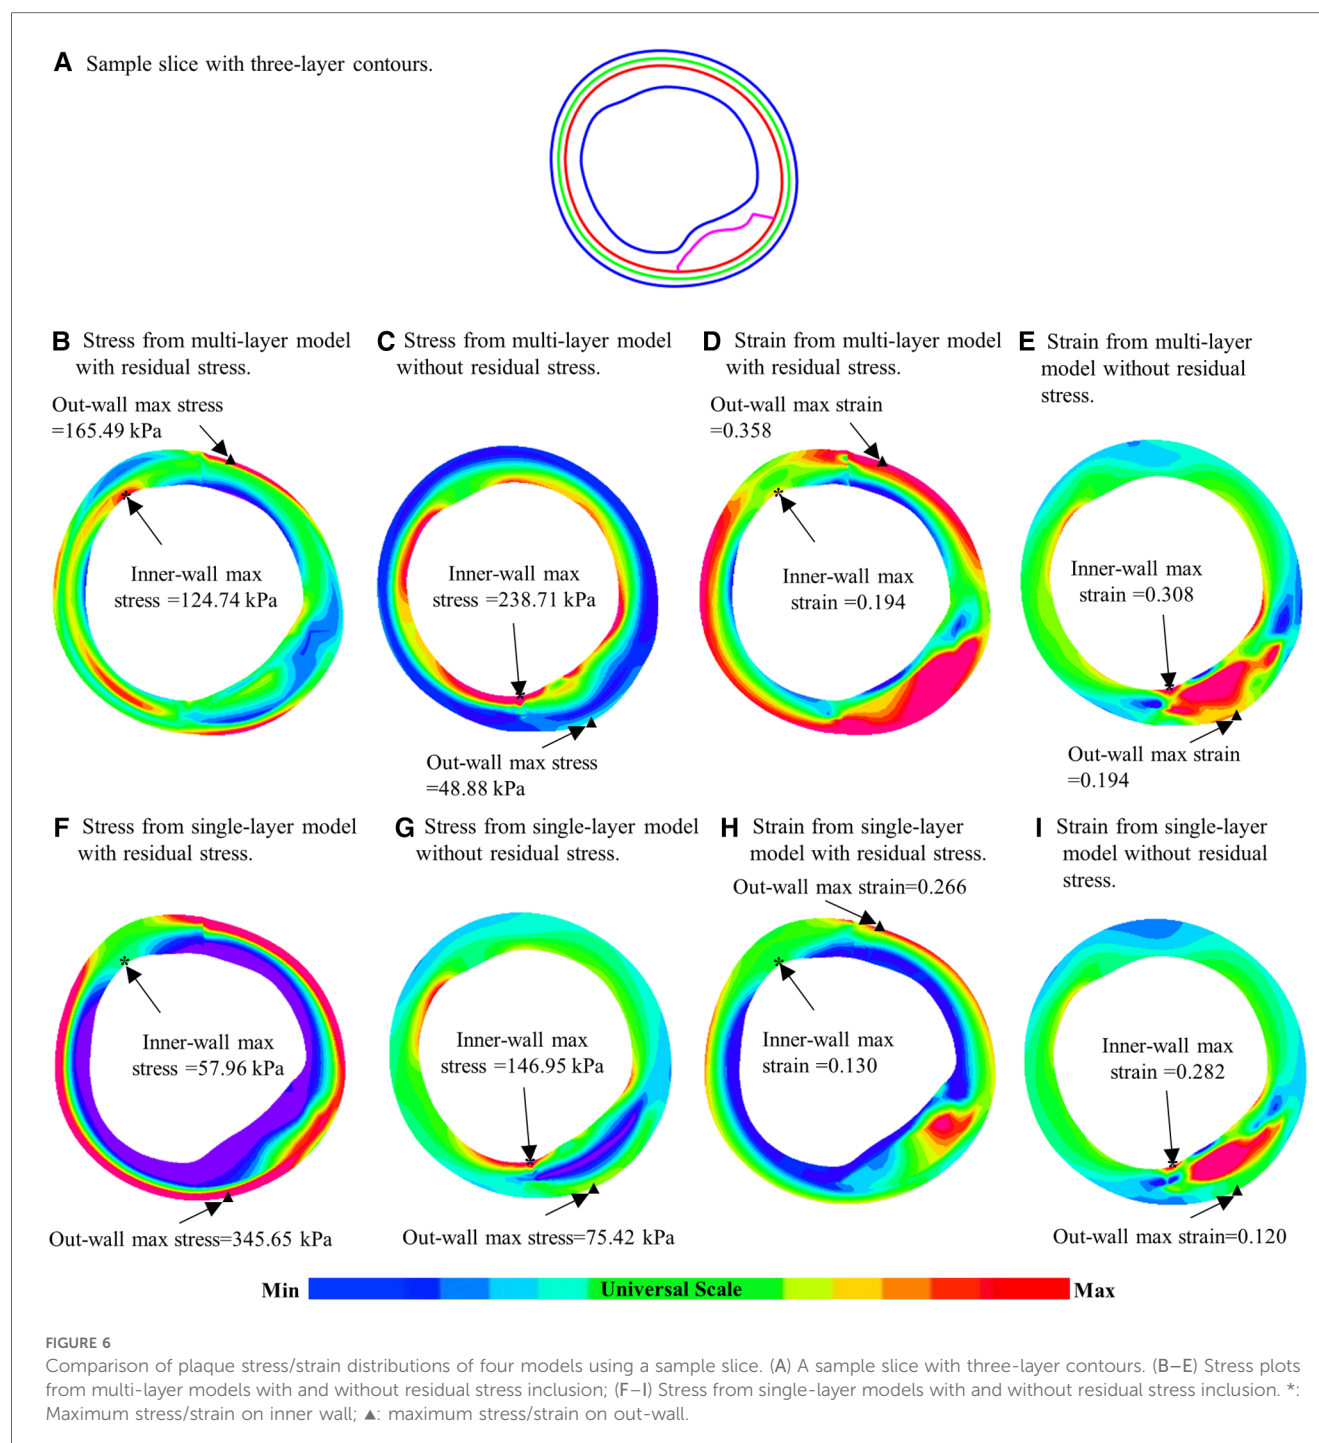 A Sample slice with three-layer contours.
B Stress from multi-layer model
with residual stress.
Out-wall max stress
=165.49 kPa
Inner-wall max
stress =124.74 kPa
C Stress from multi-layer model
without residual stress.
Inner-wall max
stress =238.71 kPa
Out-wall max stress
=48.88 kPa
D Strain from multi-layer model
with residual stress.
Out-wall max strain
=0.358
Inner-wall max
strain =0.194
E Strain from multi-layer
model without residual
stress.
Inner-wall max
strain =0.308
Out-wall max strain
=0.194
F Stress from single-layer model
with residual stress.
Inner-wall max
stress =57.96 kPa
Out-wall max stress=345.65 kPa
G Stress from single-layer model
without residual stress.
Inner-wall max
stress =146.95 kPa
Out-wall max stress=75.42 kPa
H Strain from single-layer
model with residual stress.
Out-wall max strain=0.266
Inner-wall max
strain =0.130
I Strain from single-layer
model without residual
stress.
Inner-wall max
strain =0.282
Out-wall max strain=0.120
Min Universal Scale Max
FIGURE 6
Comparison of plaque stress/strain distributions of four models using a sample slice. (A) A sample slice with three-layer contours. (B–E) Stress plots
from multi-layer models with and without residual stress inclusion; (F–I) Stress from single-layer models with and without residual stress inclusion. *:
Maximum stress/strain on inner wall; ▲: maximum stress/strain on out-wall.